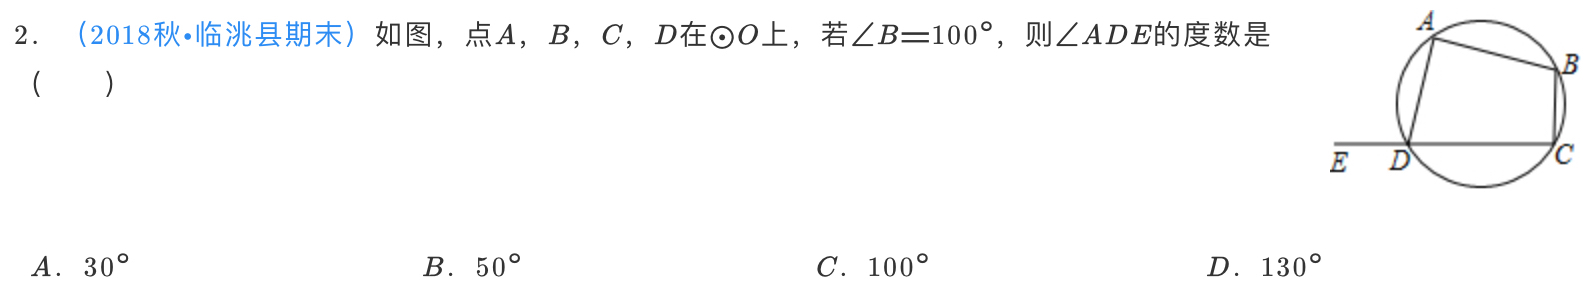 2. （2018秋•临洮县期末）如图，点A，B，C，D在⊙O上，若∠B=100°，则∠ADE的度数是
(    )
A
B
E D C
A. 30° B. 50° C. 100° D. 130°